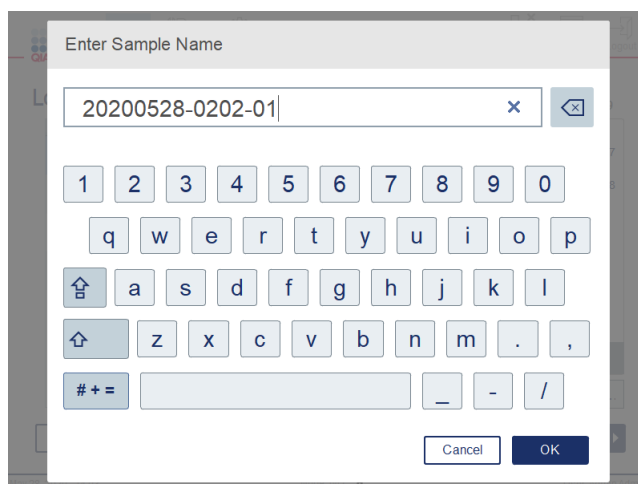 Enter Sample Name
20200528-0202-01
1 2 3 4 5 6 7 8 9 0
q w e r t y u i o p
a s d f g h j k l
z x c v b n m . ,
# + = _ - /
Cancel OK